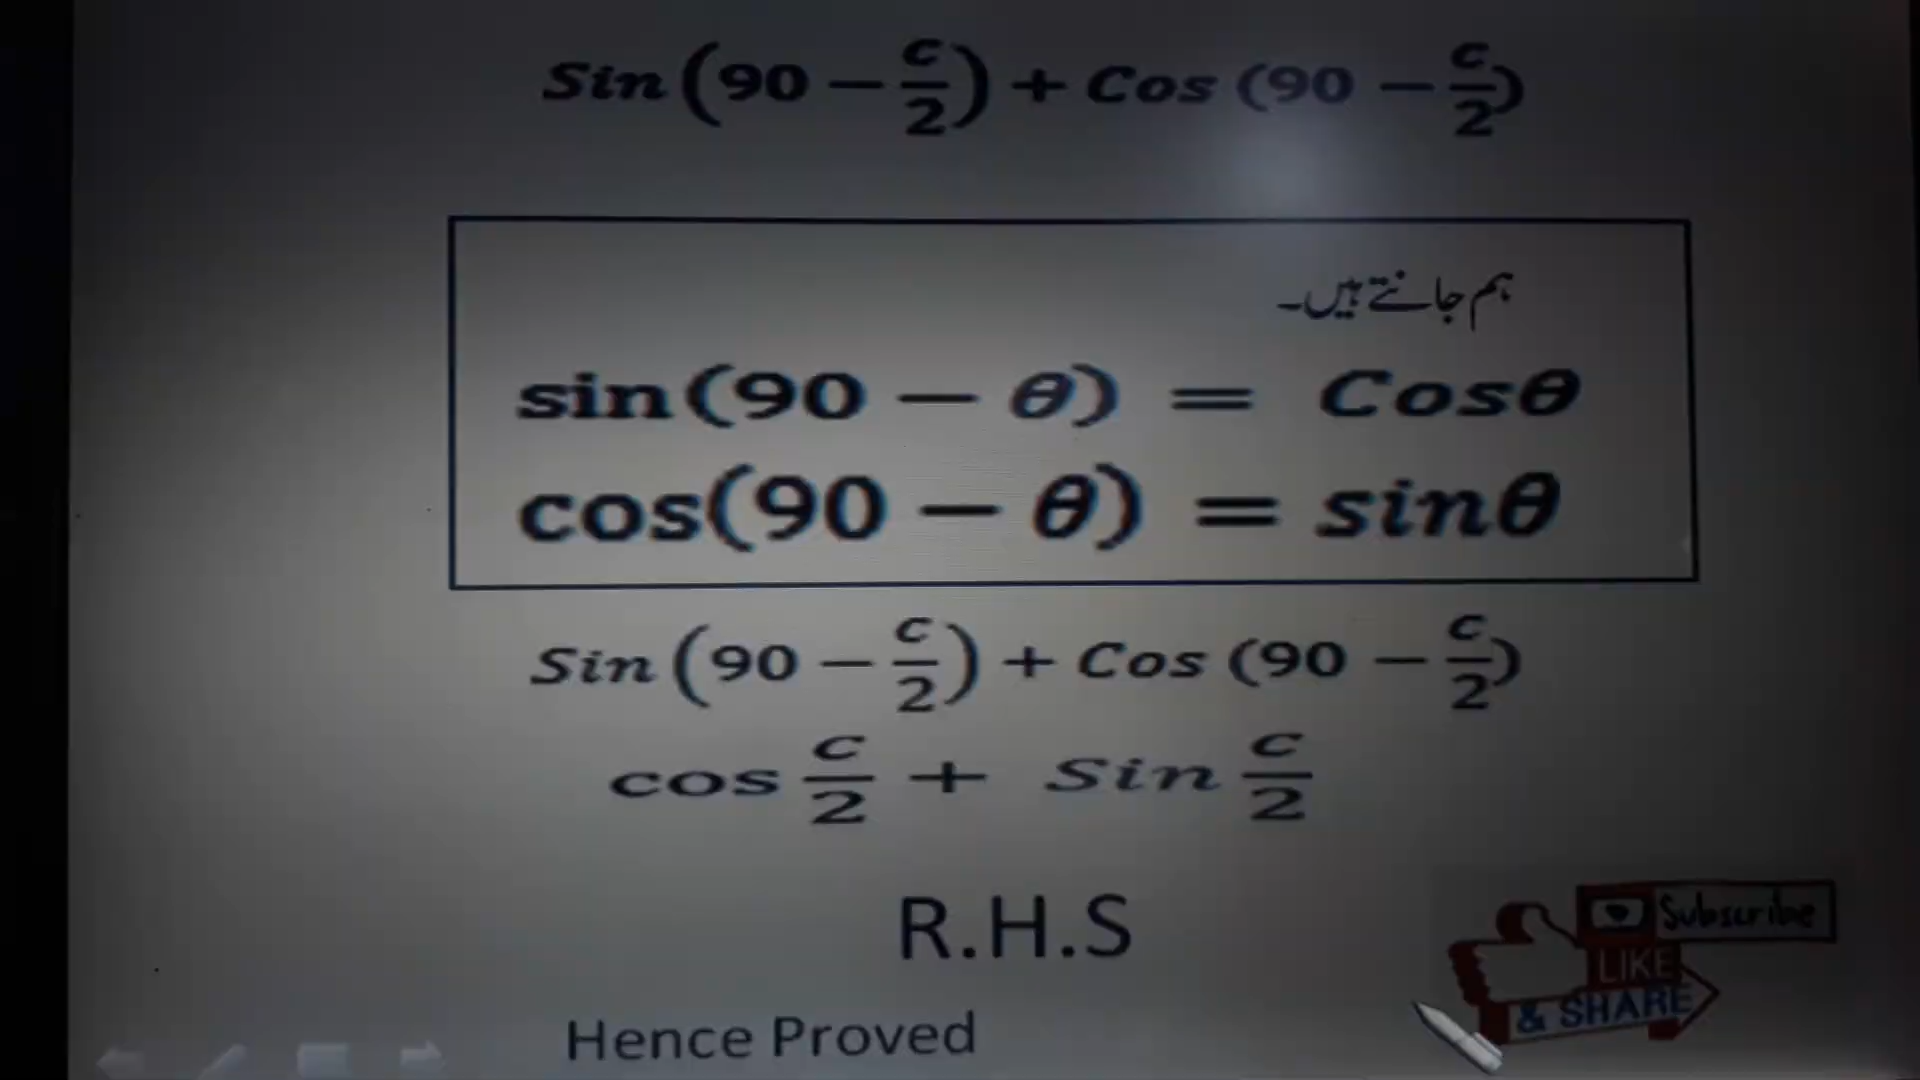 Sin(90 − c/2) + Cos (90 − c/2)
ہم جانتے ہیں۔
sin(90 − θ) = Cosθ
cos(90 − θ) = sinθ
Sin(90 − c/2) + Cos (90 − c/2)
cos c/2 + Sin c/2
R.H.S
Subscribe
LIKE
& SHARE
Hence Proved